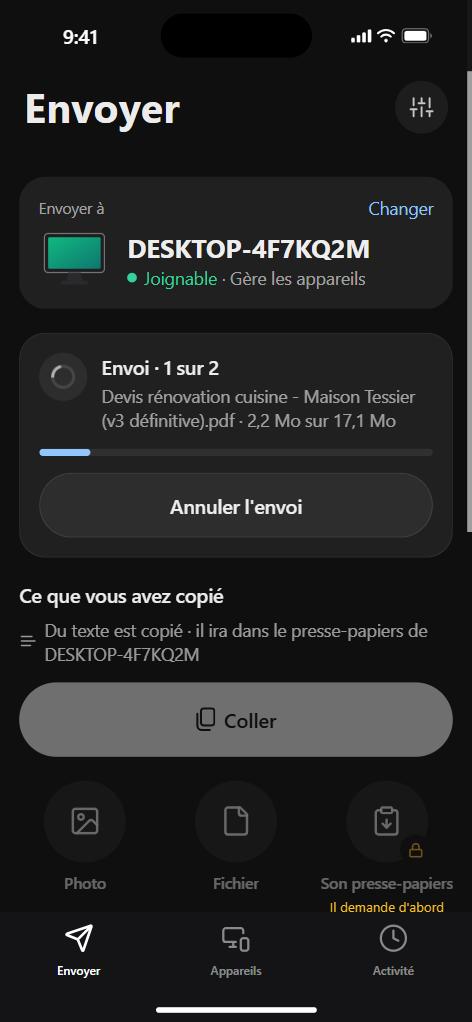 9:41
Envoyer
Envoyer à
Changer
DESKTOP-4F7KQ2M
Joignable · Gère les appareils
Envoi · 1 sur 2
Devis rénovation cuisine - Maison Tessier
(v3 définitive).pdf · 2,2 Mo sur 17,1 Mo
Annuler l'envoi
Ce que vous avez copié
Du texte est copié · il ira dans le presse-papiers de
DESKTOP-4F7KQ2M
Coller
Photo
Fichier
Son presse-papiers
Il demande d'abord
Envoyer
Appareils
Activité